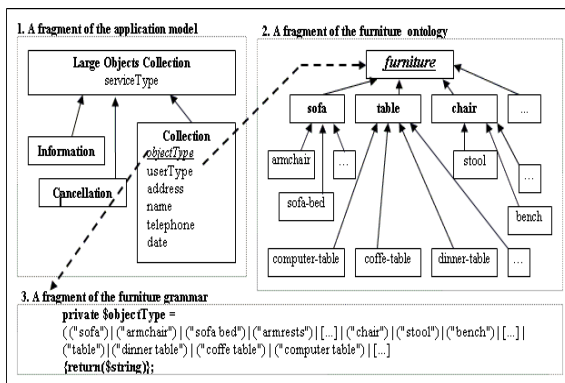 1. A fragment of the application model
Large Objects Collection
serviceType
Information
Cancellation
Collection
objectType
userType
address
name
telephone
date
2. A fragment of the furniture ontology
furniture
sofa
table
chair
...
armchair
...
stool
...
sofa-bed
bench
computer-table
coffe-table
dinner-table
...
3. A fragment of the furniture grammar
private $objectType =
(("sofa")|("armchair")|("sofa bed")|("armrests")|[...]|("chair")|("stool")|("bench")|[...]|
("table")|("dinner table")|("coffe table")|("computer table")|[...]
{return($string)};